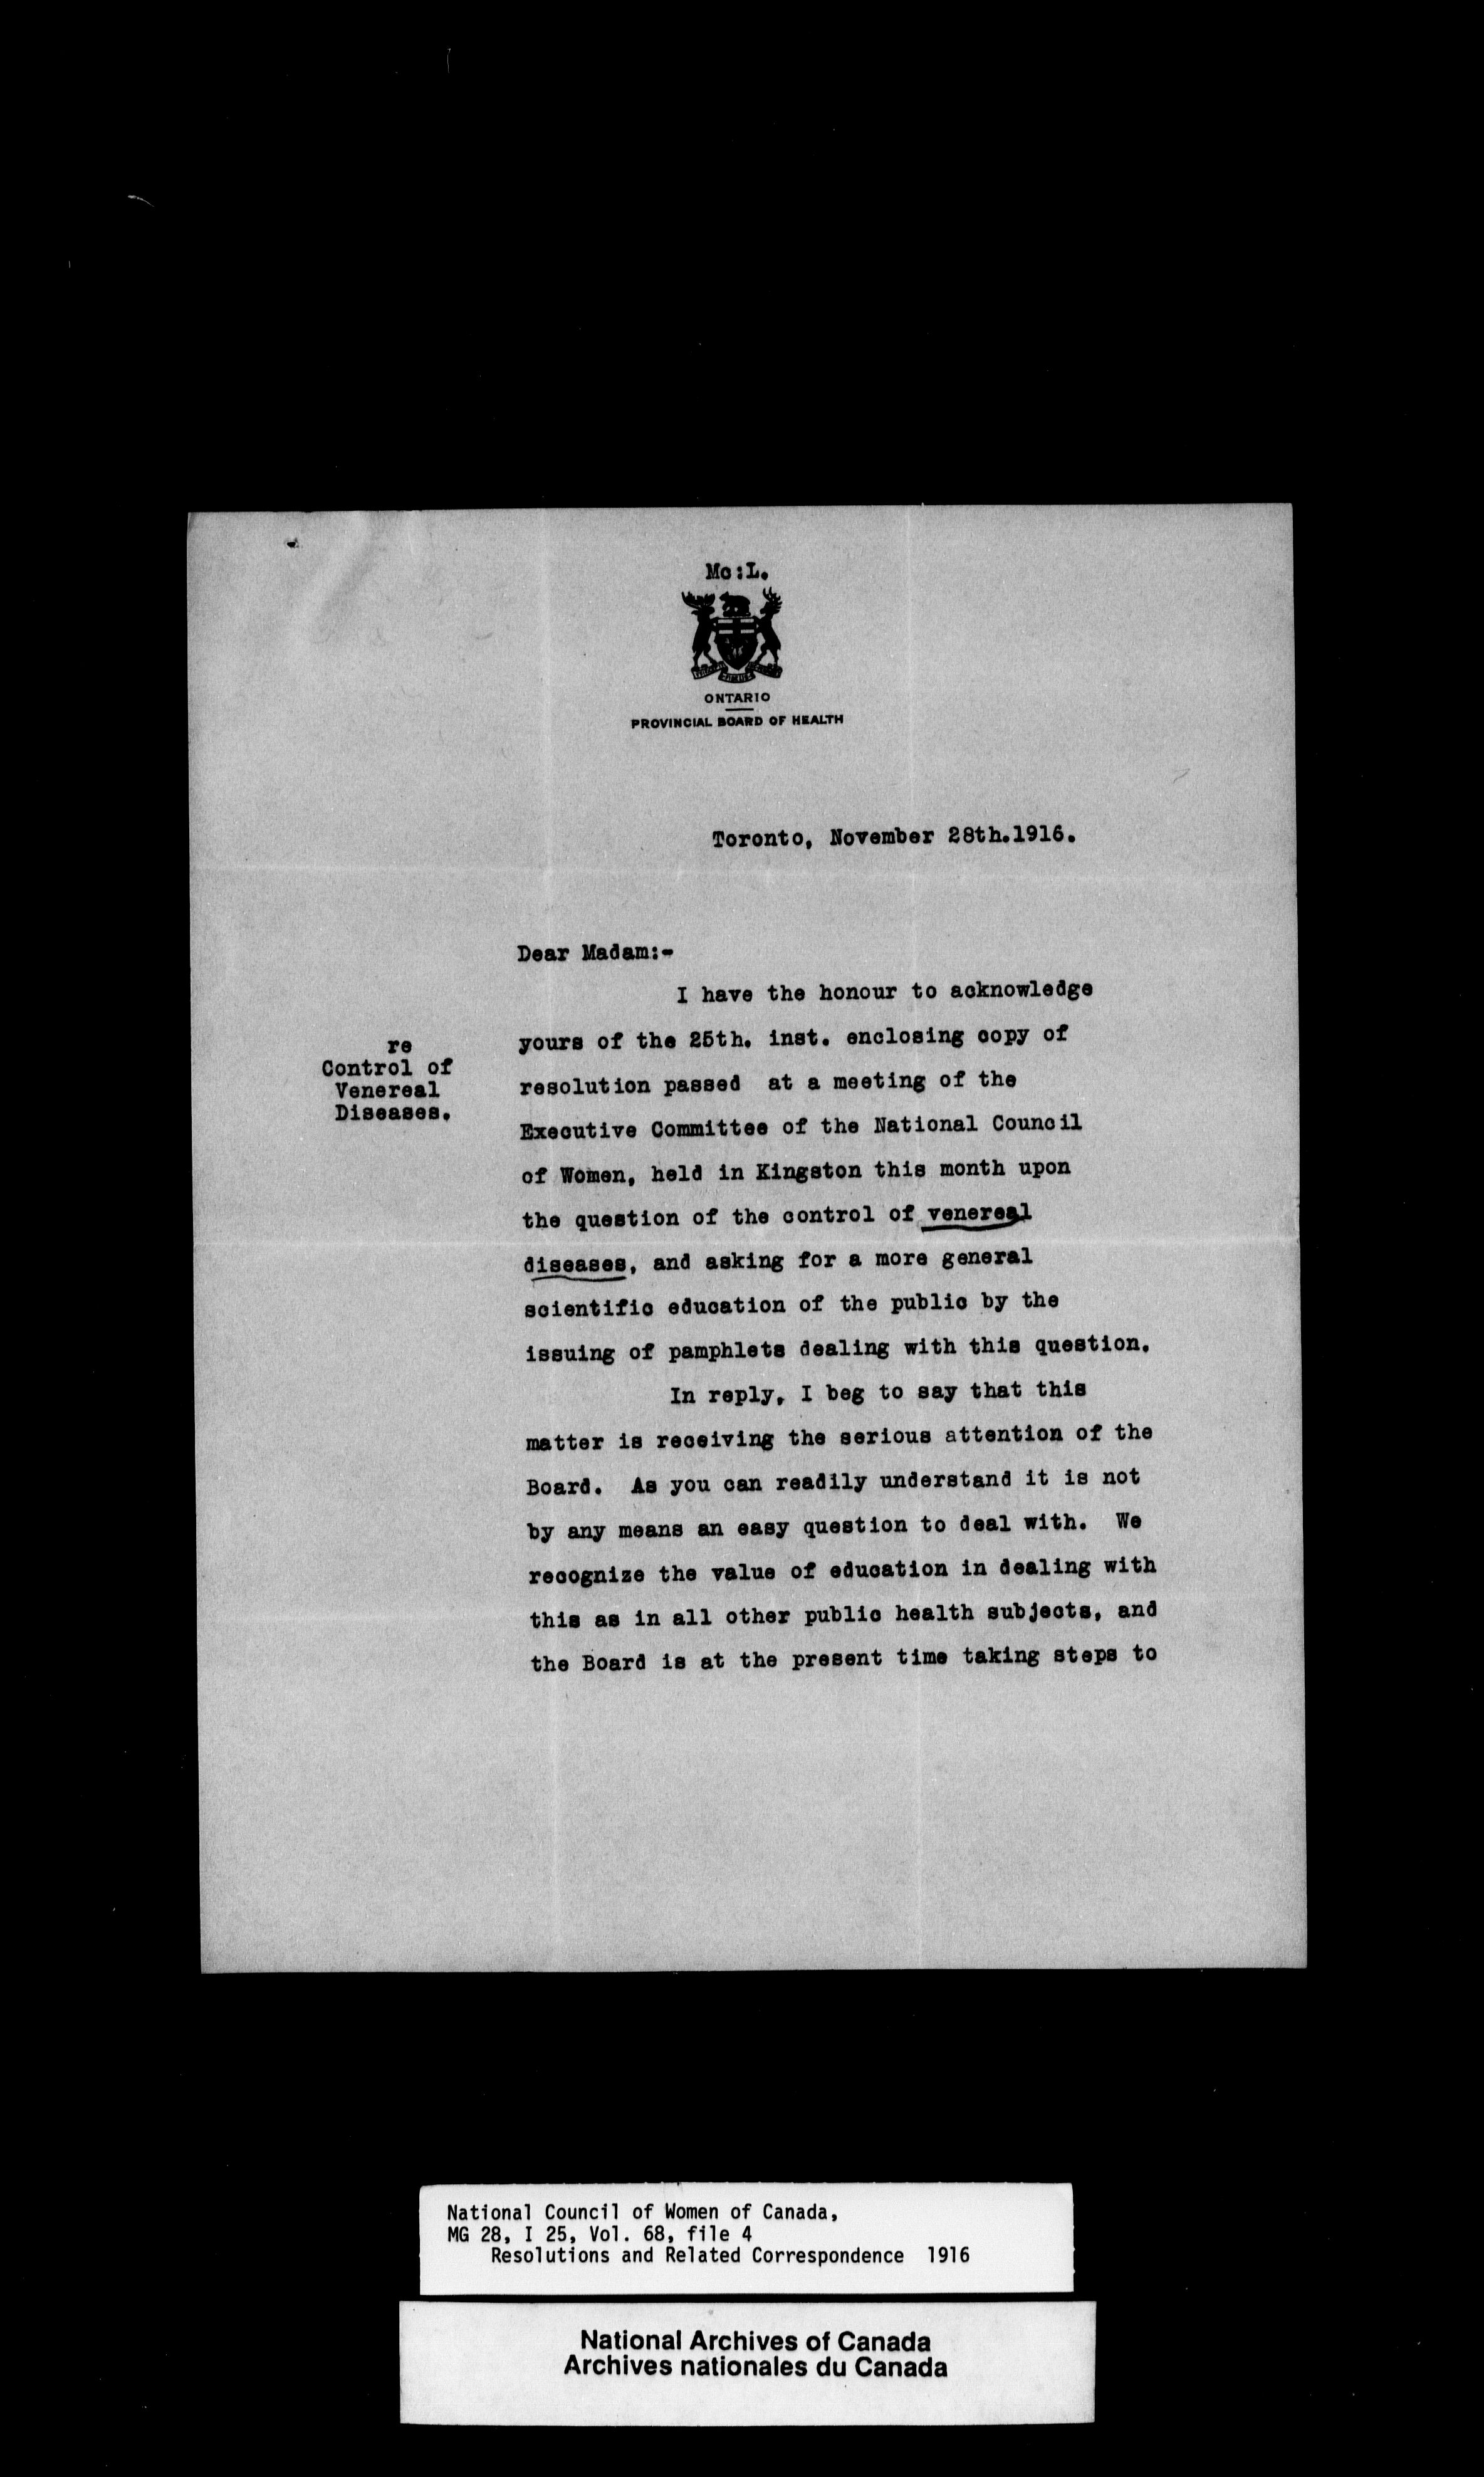 Mc:L.
ONTARIO
PROVINCIAL BOARD OF HEALTH
Toronto, November 28th.1916.
Dear Madam:-
I have the honour to acknowledge
re
Control of
Venereal
Diseases.
yours of the 25th. inst. enclosing copy of
resolution passed at a meeting of the
Executive Committee of the National Council
of Women, held in Kingston this month upon
the question of the control of venereal
diseases, and asking for a more general
scientific education of the public by the
issuing of pamphlets dealing with this question.
In reply, I beg to say that this
matter is receiving the serious attention of the
Board. As you can readily understand it is not
by any means an easy question to deal with. We
recognize the value of education in dealing with
this as in all other public health subjects, and
the Board is at the present time taking steps to
National Council of Women of Canada,
MG 28, I 25, Vol. 68, file 4
Resolutions and Related Correspondence 1916
National Archives of Canada
Archives nationales du Canada